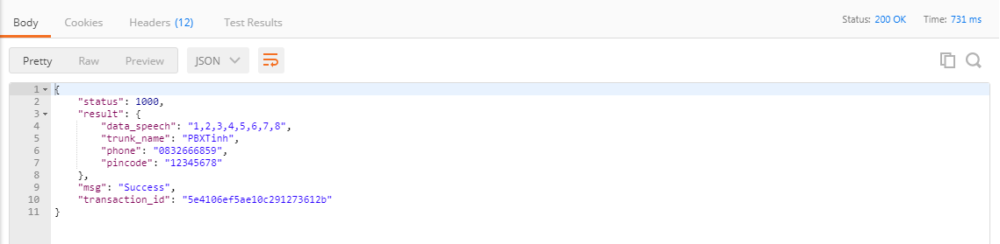 Body Cookies Headers (12) Test Results Status: 200 OK Time: 731 ms
Pretty Raw Preview JSON
1 {
2 "status": 1000,
3 "result": {
4 "data_speech": "1,2,3,4,5,6,7,8",
5 "trunk_name": "PBXTinh",
6 "phone": "0832666859",
7 "pincode": "12345678"
8 },
9 "msg": "Success",
10 "transaction_id": "5e4106ef5ae10c291273612b"
11 }